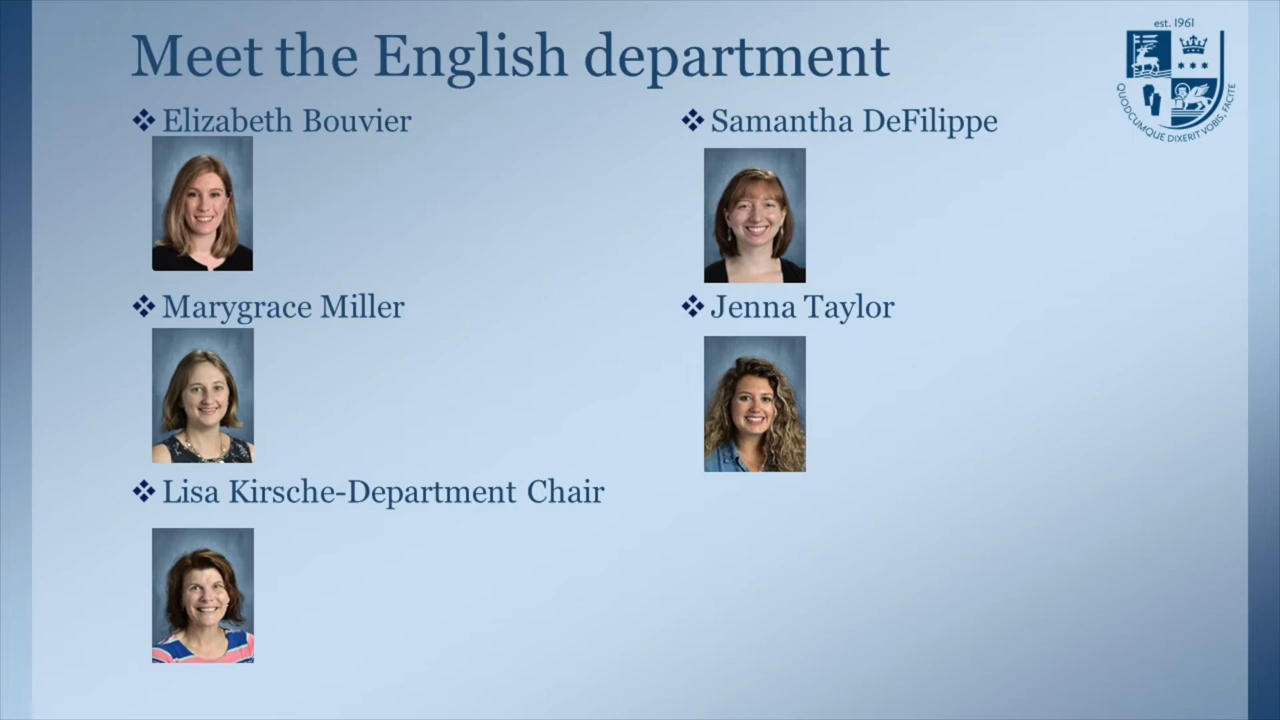 Meet the English department
est. 1961
QUODCUMQUE DIXERIT VOBIS, FACITE
❖ Elizabeth Bouvier
❖ Samantha DeFilippe
❖ Marygrace Miller
❖ Jenna Taylor
❖ Lisa Kirsche-Department Chair